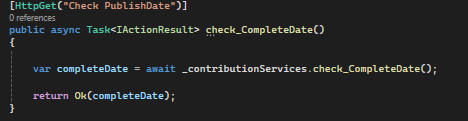 [HttpGet("Check PublishDate")]
0 references
public async Task<IActionResult> check_CompleteDate()
{
var completeDate = await _contributionServices.check_CompleteDate();
return Ok(completeDate);
}